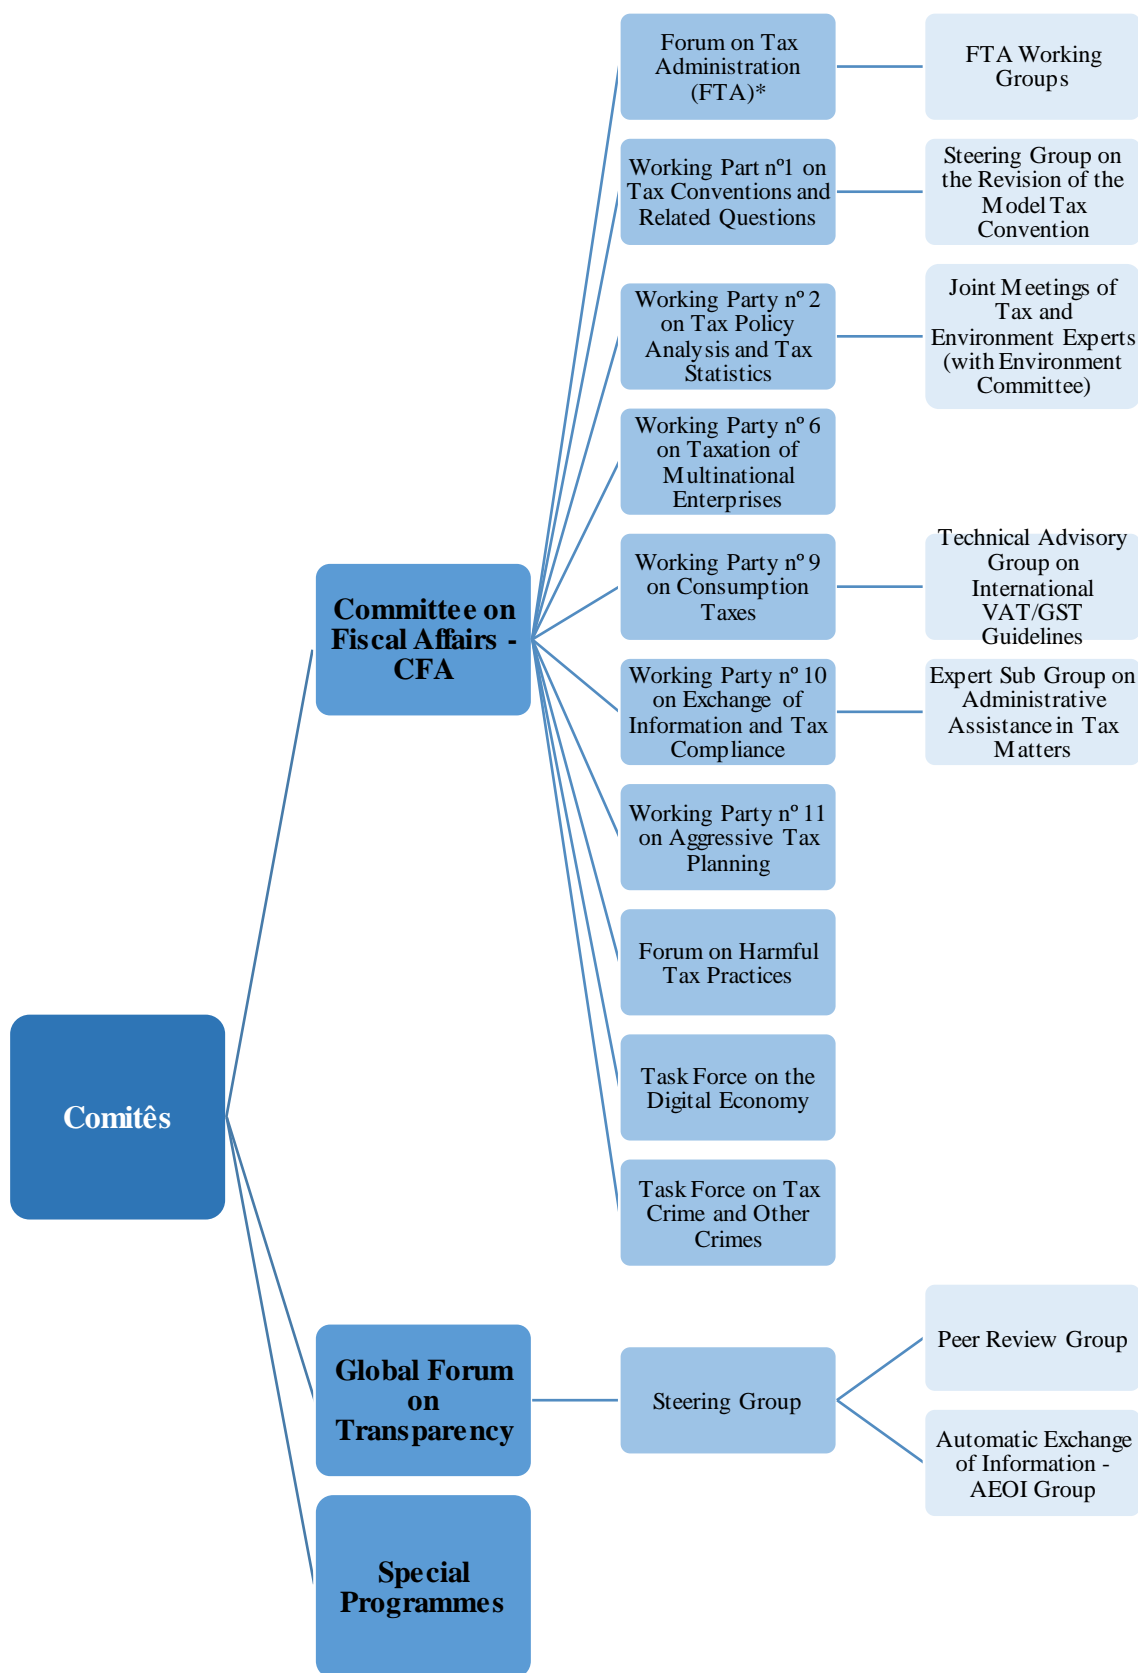 Comitês
Committee on
Fiscal Affairs -
CFA
Forum on Tax
Administration
(FTA)*
FTA Working
Groups
Working Part nº1 on
Tax Conventions and
Related Questions
Steering Group on
the Revision of the
Model Tax
Convention
Working Party nº 2
on Tax Policy
Analysis and Tax
Statistics
Joint Meetings of
Tax and
Environment Experts
(with Environment
Committee)
Working Party nº 6
on Taxation of
Multinational
Enterprises
Working Party nº 9
on Consumption
Taxes
Technical Advisory
Group on
International
VAT/GST
Guidelines
Working Party nº 10
on Exchange of
Information and Tax
Compliance
Expert Sub Group on
Administrative
Assistance in Tax
Matters
Working Party nº 11
on Aggressive Tax
Planning
Forum on Harmful
Tax Practices
Task Force on the
Digital Economy
Task Force on Tax
Crime and Other
Crimes
Global Forum
on
Transparency
Steering Group
Peer Review Group
Automatic Exchange
of Information -
AEOI Group
Special
Programmes